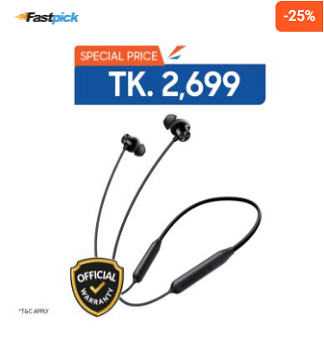 Fastpick
-25%
SPECIAL PRICE
TK. 2,699
OFFICIAL
WARRANTY
*T&C APPLY